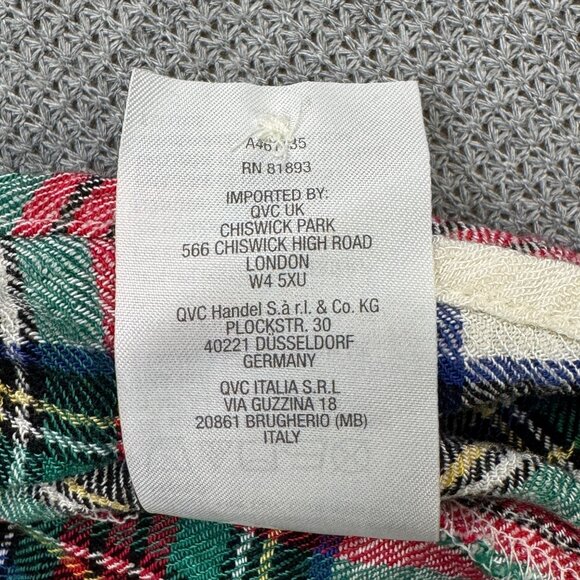 RN 81893
IMPORTED BY:
QVC UK
CHISWICK PARK
566 CHISWICK HIGH ROAD
LONDON
W4 5XU
QVC Handel S.à r.l. & Co. KG
PLOCKSTR. 30
40221 DÜSSELDORF
GERMANY
QVC ITALIA S.R.L
VIA GUZZINA 18
20861 BRUGHERIO (MB)
ITALY